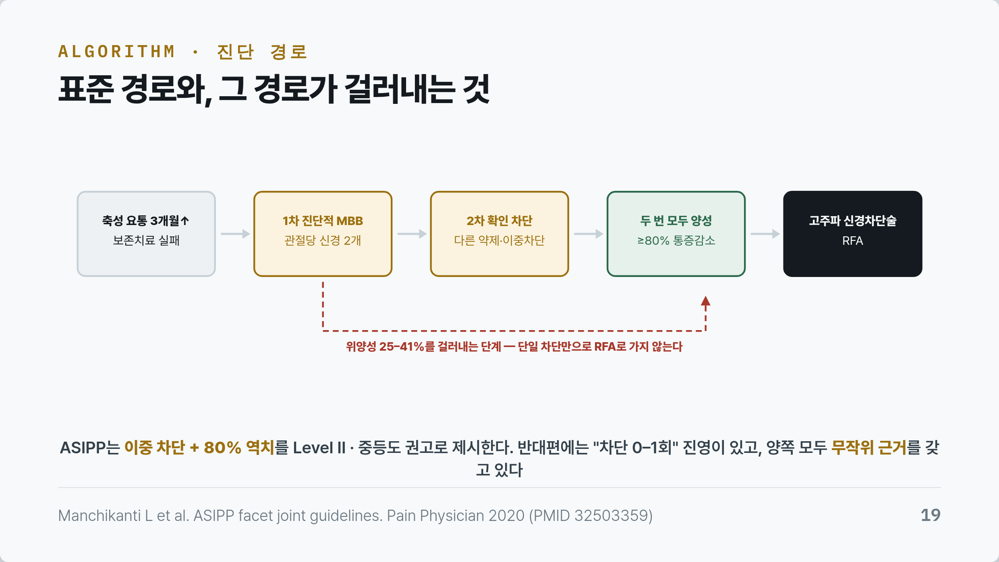 ALGORITHM · 진단 경로
표준 경로와, 그 경로가 걸러내는 것
축성 요통 3개월↑
보존치료 실패
1차 진단적 MBB
관절당 신경 2개
2차 확인 차단
다른 약제·이중차단
두 번 모두 양성
≥80% 통증감소
고주파 신경차단술
RFA
위양성 25–41%를 걸러내는 단계 — 단일 차단만으로 RFA로 가지 않는다
ASIPP는 이중 차단 + 80% 역치를 Level II · 중등도 권고로 제시한다. 반대편에는 "차단 0–1회" 진영이 있고, 양쪽 모두 무작위 근거를 갖
고 있다
Manchikanti L et al. ASIPP facet joint guidelines. Pain Physician 2020 (PMID 32503359)
19